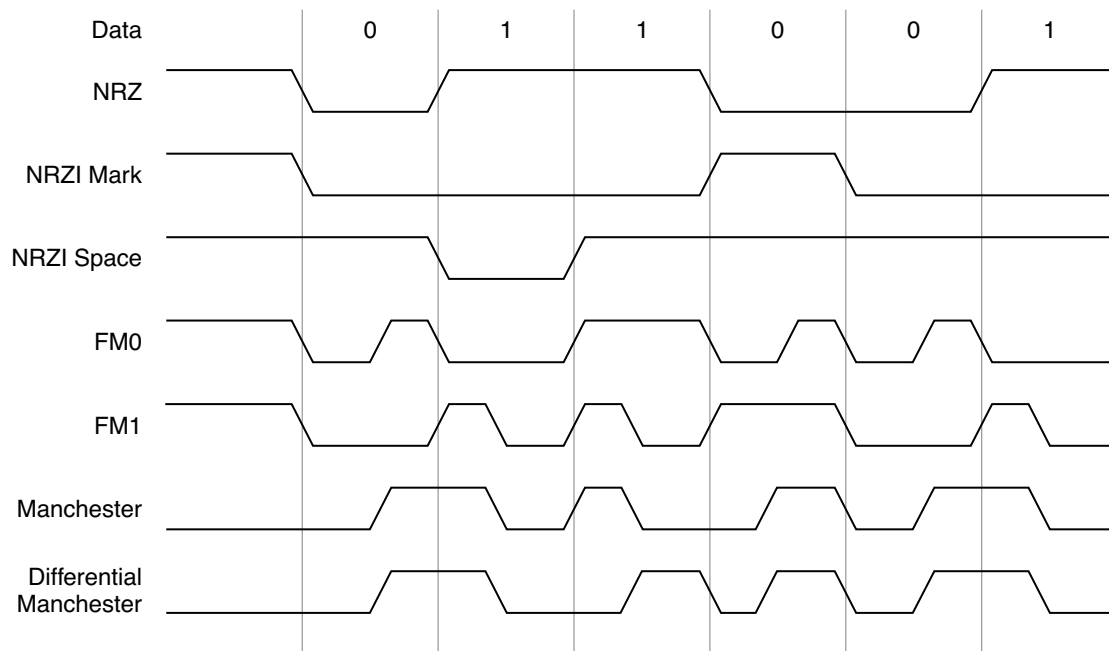 Data 0 1 1 0 0 1
NRZ
NRZI Mark
NRZI Space
FM0
FM1
Manchester
Differential
Manchester